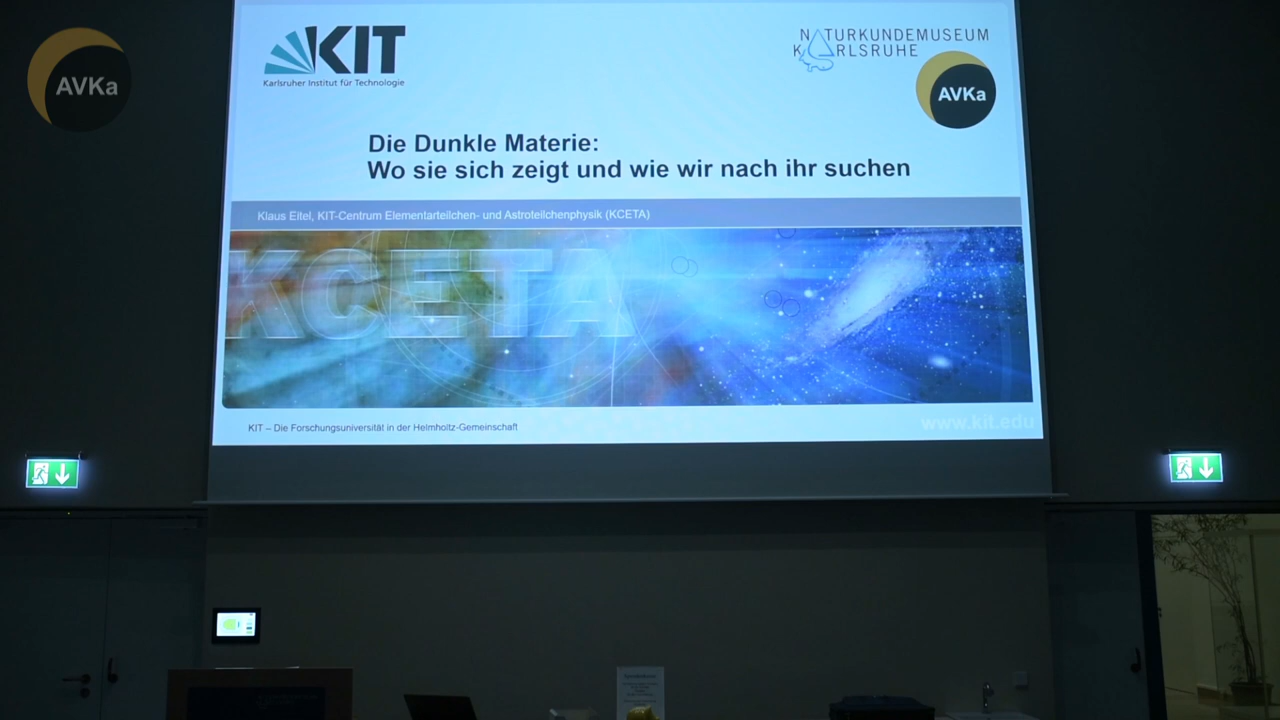 AVKa
KIT
Karlsruher Institut für Technologie
NATURKUNDEMUSEUM
KARLSRUHE
AVKa
Die Dunkle Materie:
Wo sie sich zeigt und wie wir nach ihr suchen
Klaus Eitel, KIT-Centrum Elementarteilchen- und Astroteilchenphysik (KCETA)
KCETA
KIT – Die Forschungsuniversität in der Helmholtz-Gemeinschaft
www.kit.edu